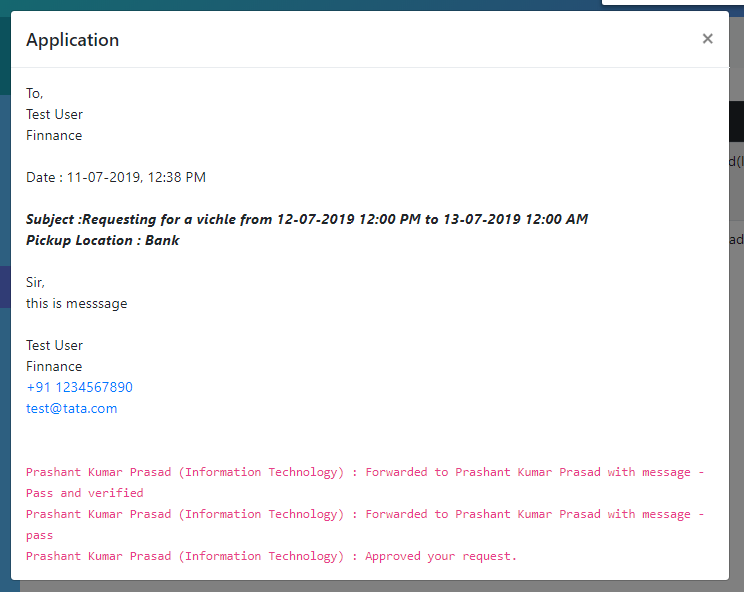 Application
×
To,
Test User
Finnance
Date : 11-07-2019, 12:38 PM
Subject :Requesting for a vichle from 12-07-2019 12:00 PM to 13-07-2019 12:00 AM
Pickup Location : Bank
Sir,
this is messsage
Test User
Finnance
+91 1234567890
test@tata.com
Prashant Kumar Prasad (Information Technology) : Forwarded to Prashant Kumar Prasad with message -
Pass and verified
Prashant Kumar Prasad (Information Technology) : Forwarded to Prashant Kumar Prasad with message -
pass
Prashant Kumar Prasad (Information Technology) : Approved your request.